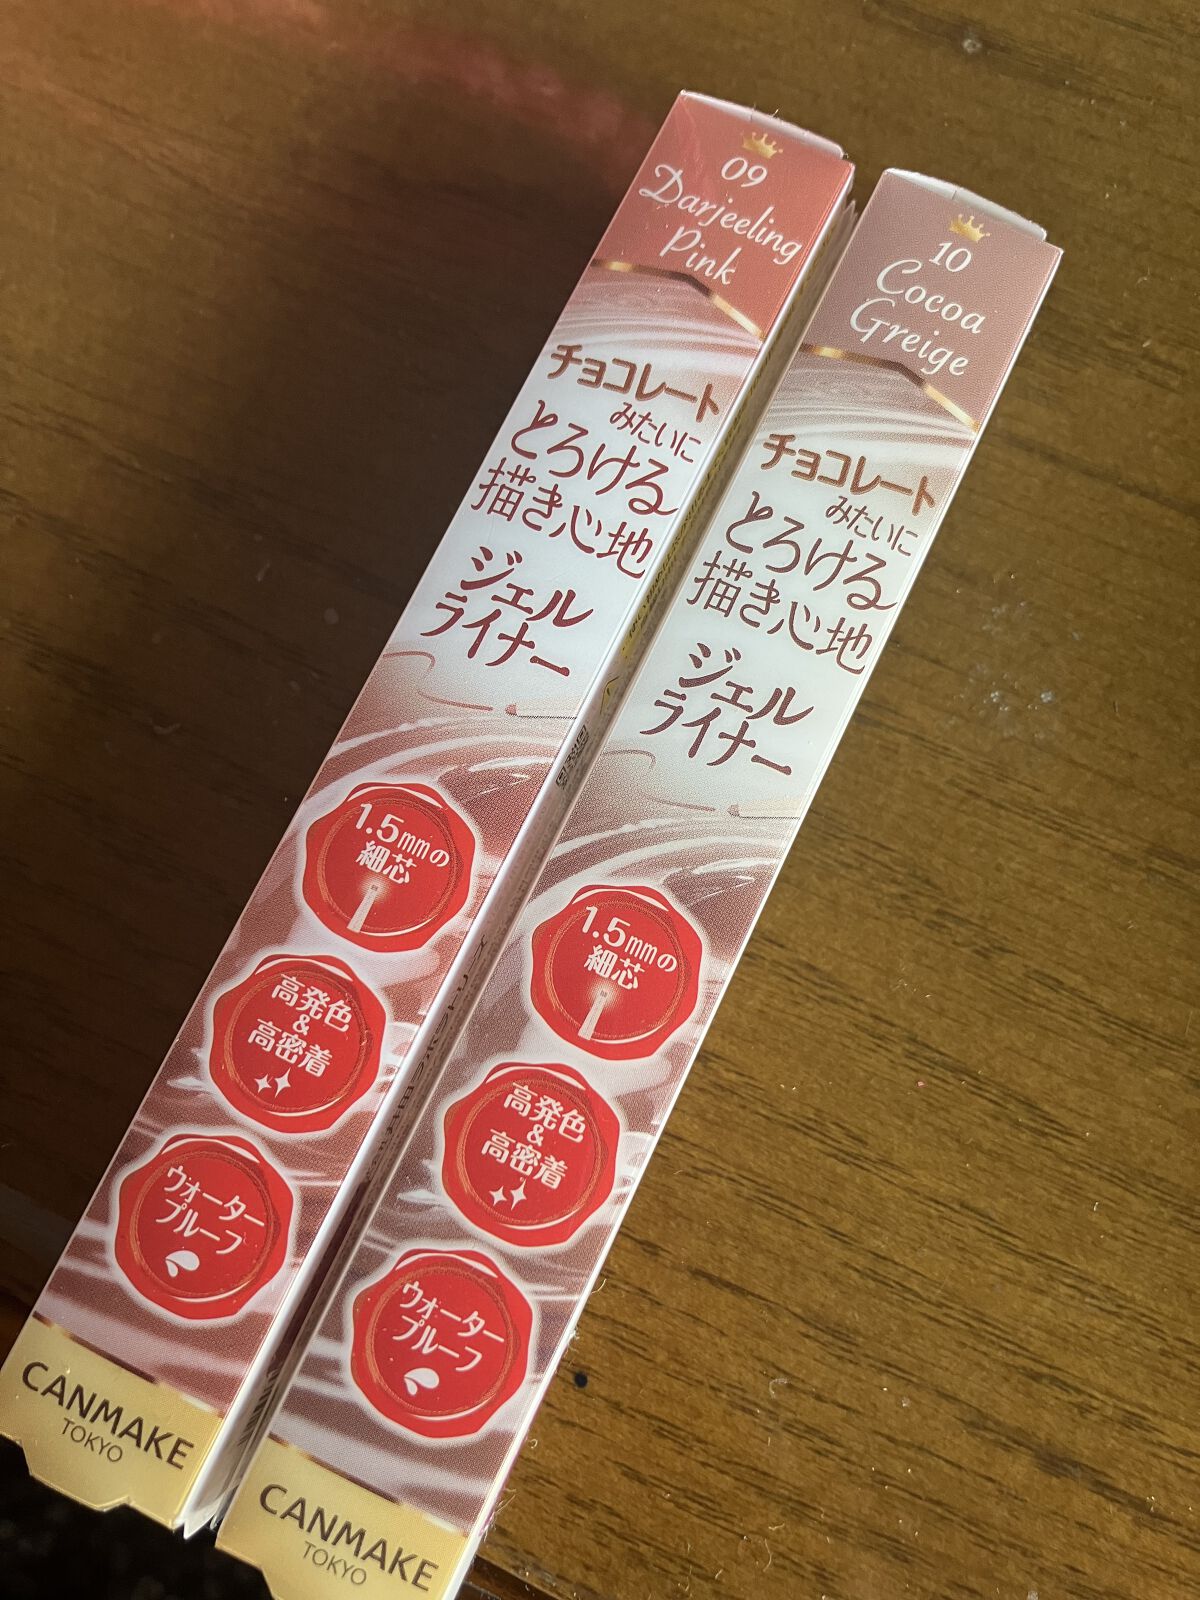 09
Darjeeling
Pink
チョコレート
みたいに
とろける
描き心地
ジェル
ライナー
1.5mmの
細芯
高発色
&
高密着
ウォーター
プルーフ
CANMAKE
TOKYO
10
Cocoa
Greige
チョコレート
みたいに
とろける
描き心地
ジェル
ライナー
1.5mmの
細芯
高発色
&
高密着
ウォーター
プルーフ
CANMAKE
TOKYO